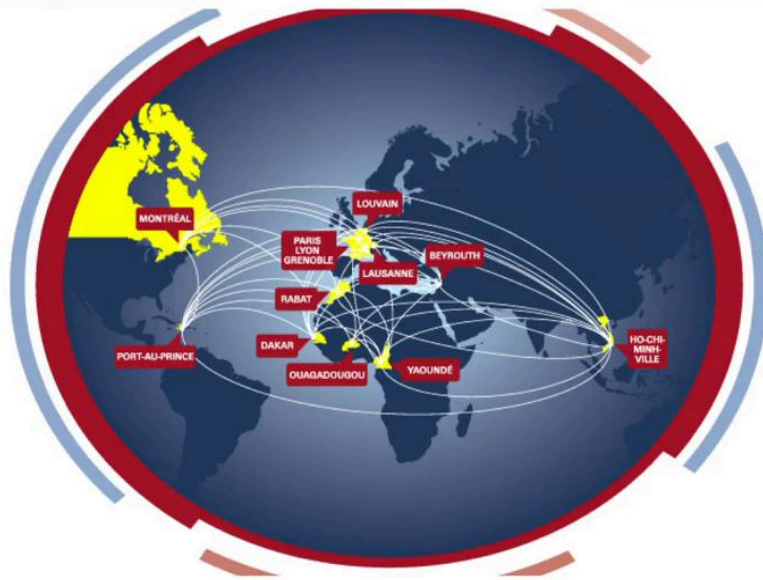 LOUVAIN
MONTRÉAL
PARIS
LYON
GRENOBLE
BEYROUTH
LAUSANNE
RABAT
DAKAR
PORT-AU-PRINCE
OUAGADOUGOU
YAOUNDÉ
HO-CHI-
MINH-
VILLE